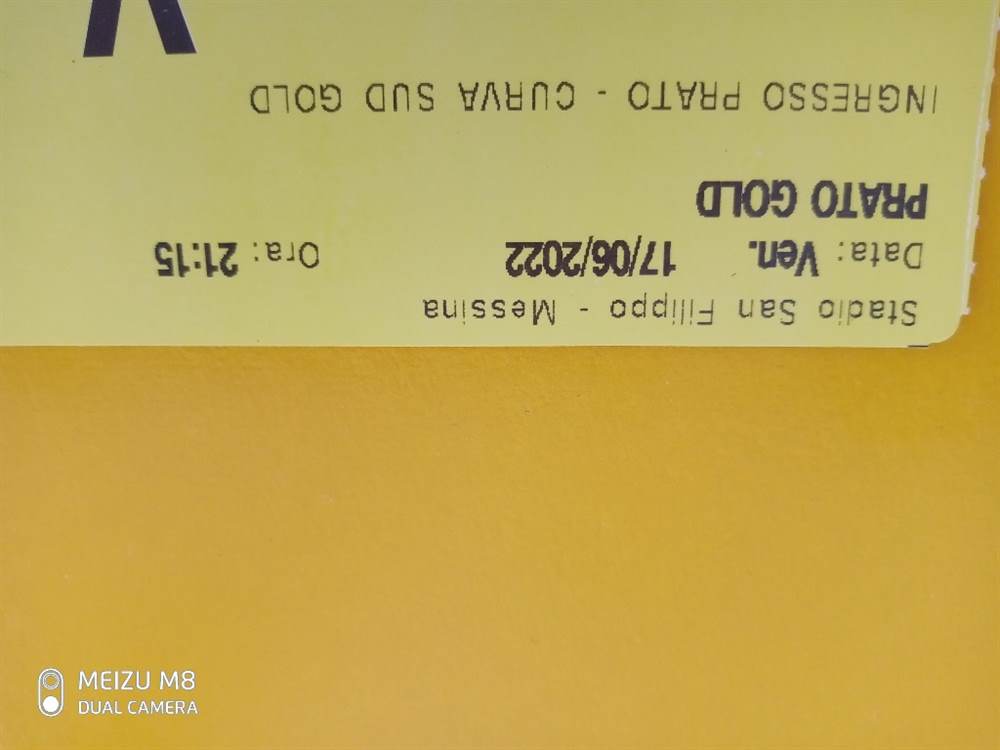 Stadio San Filippo - Messina
Data: Ven. 17/06/2022 Ora: 21:15
PRATO GOLD
INGRESSO PRATO - CURVA SUD GOLD
MEIZU M8
DUAL CAMERA